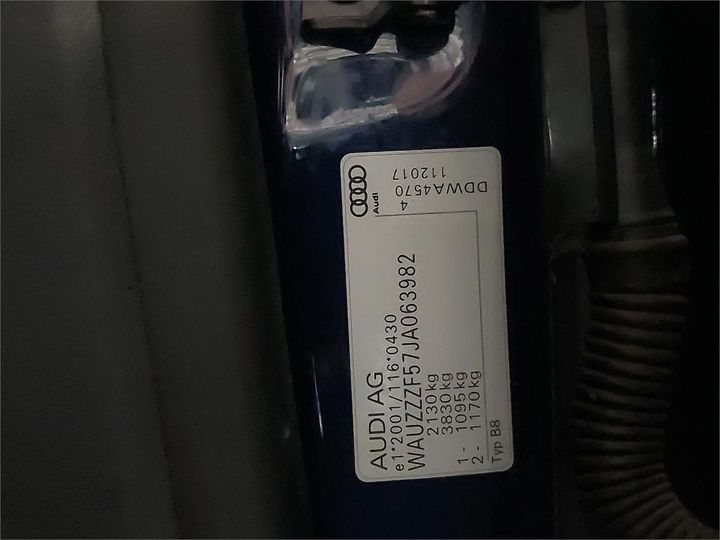 AUDI AG
e1*2001/116*0430
WAUZZZF57JA063982
2130 kg
3830 kg
1 - 1095 kg
2 - 1170 kg
Typ B8
Audi
4
DDWA4570
112017